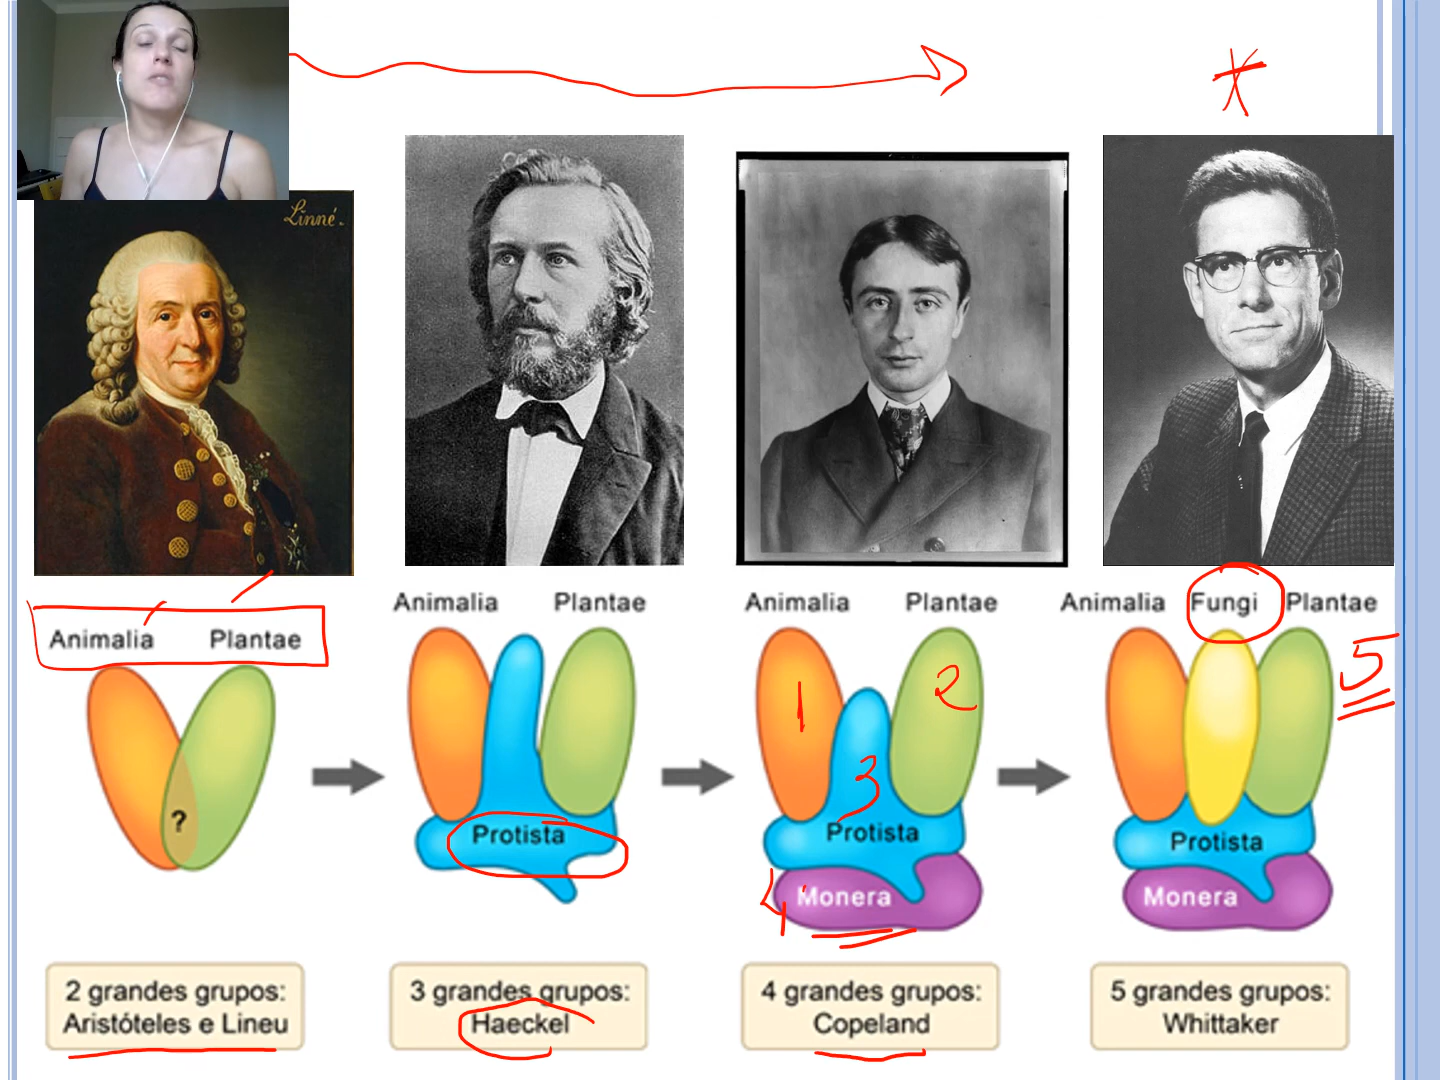 Linné.
Animalia Plantae
?
2 grandes grupos:
Aristóteles e Lineu
Animalia Plantae
Protista
3 grandes grupos:
Haeckel
Animalia Plantae
1
2
3
Protista
4
Monera
4 grandes grupos:
Copeland
Animalia Fungi Plantae
5
Protista
Monera
5 grandes grupos:
Whittaker